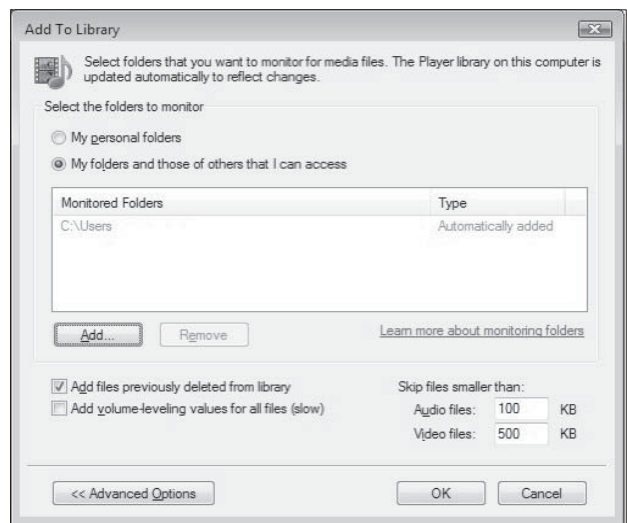 Add To Library
Select folders that you want to monitor for media files. The Player library on this computer is
updated automatically to reflect changes.
Select the folders to monitor
My personal folders
My folders and those of others that I can access
Monitored Folders Type
C:\Users Automatically added
Add... Remove Learn more about monitoring folders
Add files previously deleted from library Skip files smaller than:
Add volume-leveling values for all files (slow) Audio files: 100 KB
Video files: 500 KB
<< Advanced Options OK Cancel